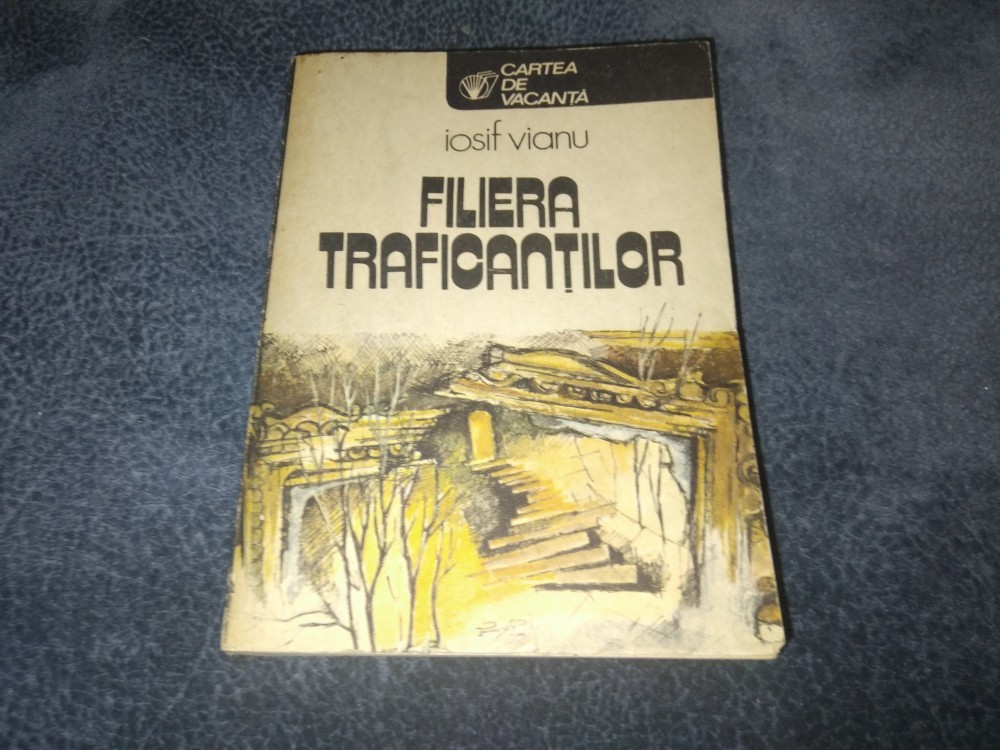 CARTEA
DE
VACANȚĂ
iosif vianu
FILIERA
TRAFICANȚILOR